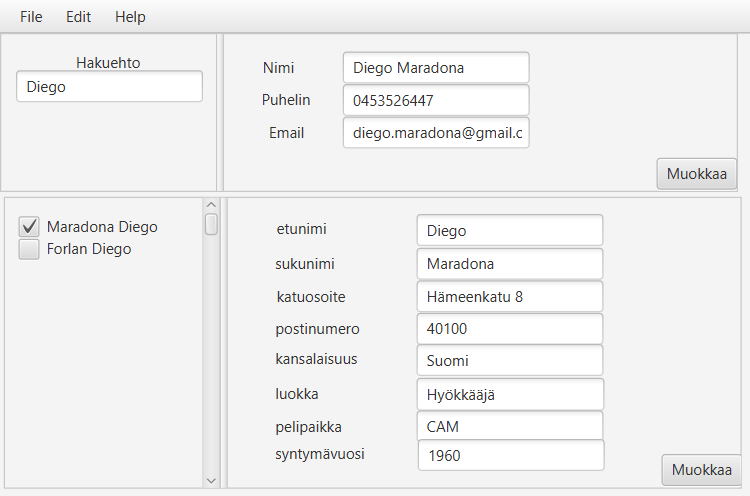 File Edit Help
Hakuehto
Diego
Nimi Diego Maradona
Puhelin 0453526447
Email diego.maradona@gmail.c
Muokkaa
Maradona Diego
Forlan Diego
etunimi Diego
sukunimi Maradona
katuosoite Hämeenkatu 8
postinumero 40100
kansalaisuus Suomi
luokka Hyökkääjä
pelipaikka CAM
syntymävuosi 1960
Muokkaa